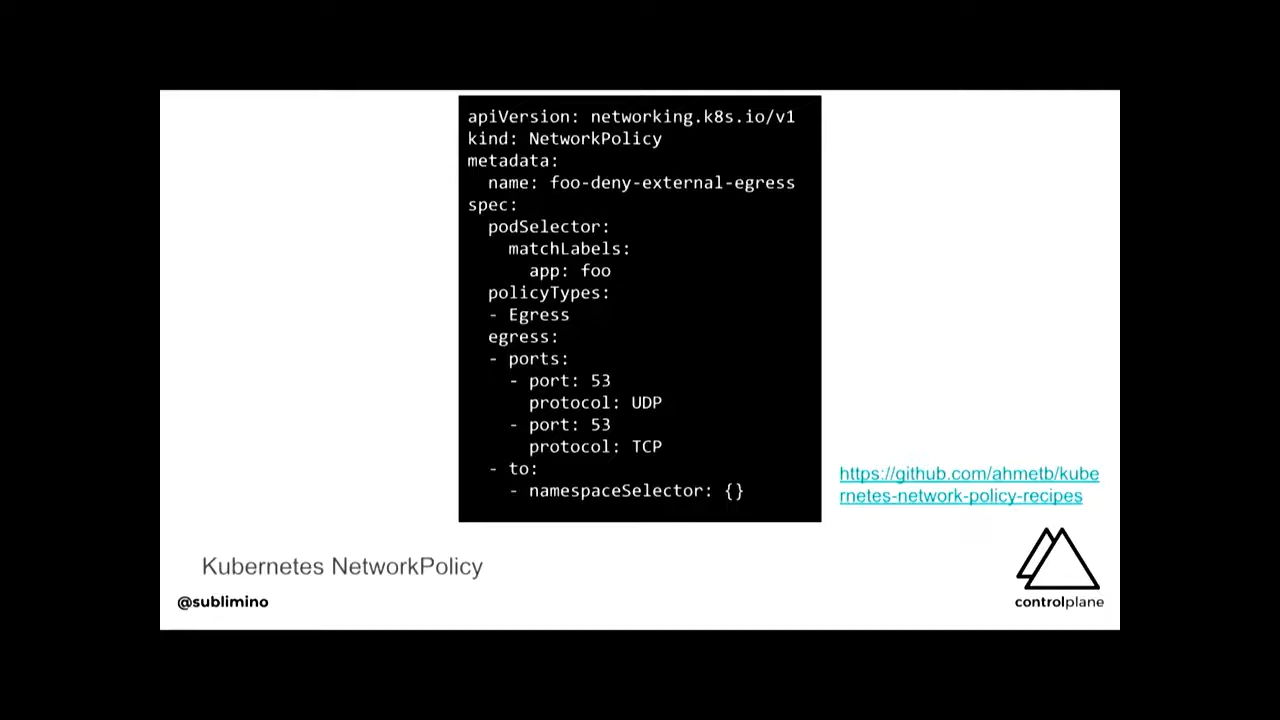 apiVersion: networking.k8s.io/v1
kind: NetworkPolicy
metadata:
  name: foo-deny-external-egress
spec:
  podSelector:
    matchLabels:
      app: foo
  policyTypes:
  - Egress
  egress:
  - ports:
    - port: 53
      protocol: UDP
    - port: 53
      protocol: TCP
  - to:
    - namespaceSelector: {}
https://github.com/ahmetb/kube
rnetes-network-policy-recipes
Kubernetes NetworkPolicy
@sublimino
controlplane